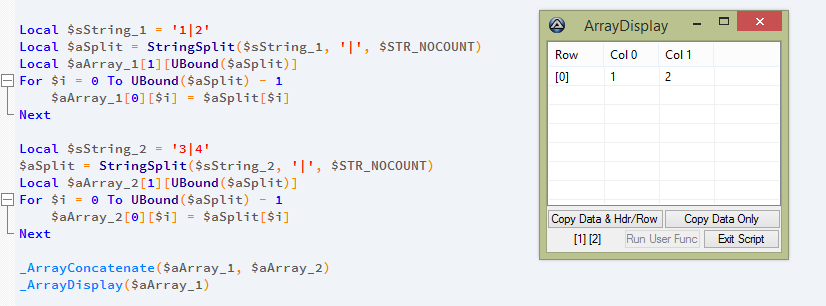 Local $sString_1 = '1|2'
Local $aSplit = StringSplit($sString_1, '|', $STR_NOCOUNT)
Local $aArray_1[1][UBound($aSplit)]
For $i = 0 To UBound($aSplit) - 1
$aArray_1[0][$i] = $aSplit[$i]
Next
Local $sString_2 = '3|4'
$aSplit = StringSplit($sString_2, '|', $STR_NOCOUNT)
Local $aArray_2[1][UBound($aSplit)]
For $i = 0 To UBound($aSplit) - 1
$aArray_2[0][$i] = $aSplit[$i]
Next
_ArrayConcatenate($aArray_1, $aArray_2)
_ArrayDisplay($aArray_1)
ArrayDisplay
Row Col 0 Col 1
[0] 1 2
Copy Data & Hdr/Row Copy Data Only
[1] [2] Run User Func Exit Script